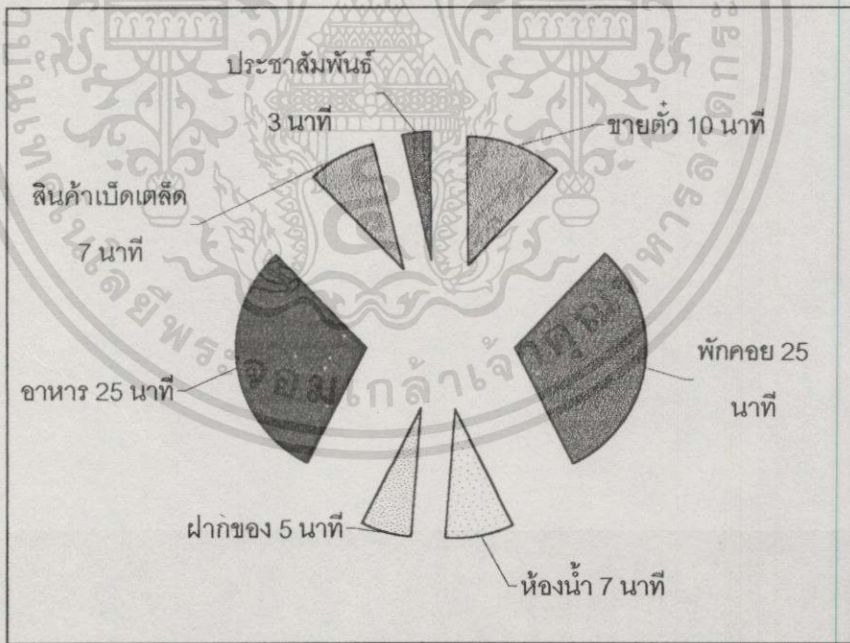 ประชาสัมพันธ์
3 นาที
ขายตั๋ว 10 นาที
สินค้าเบ็ดเตล็ด
7 นาที
พักคอย 25
นาที
อาหาร 25 นาที
ฝากของ 5 นาที
ห้องน้ำ 7 นาที